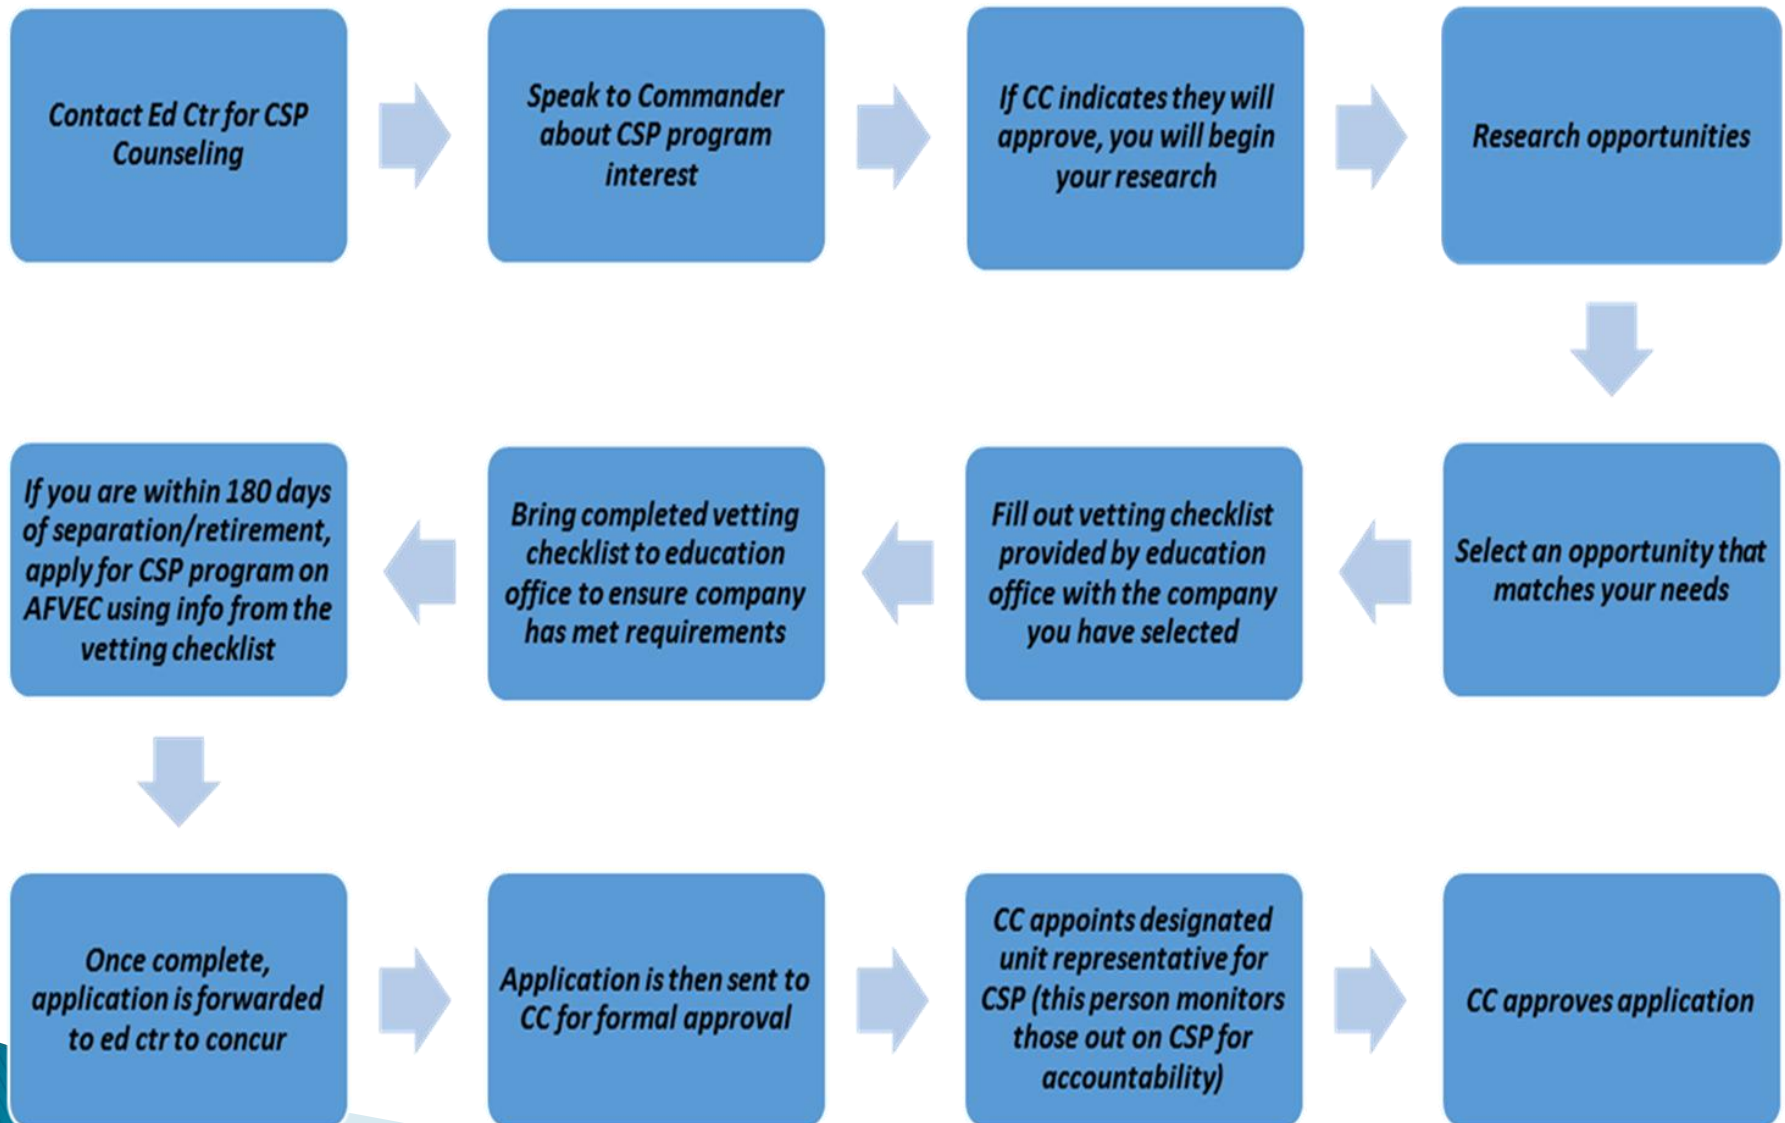 Contact Ed Ctr for CSP
Counseling
Speak to Commander
about CSP program
interest
If CC indicates they will
approve, you will begin
your research
Research opportunities
Select an opportunity that
matches your needs
Fill out vetting checklist
provided by education
office with the company
you have selected
Bring completed vetting
checklist to education
office to ensure company
has met requirements
If you are within 180 days
of separation/retirement,
apply for CSP program on
AFVEC using info from the
vetting checklist
Once complete,
application is forwarded
to ed ctr to concur
Application is then sent to
CC for formal approval
CC appoints designated
unit representative for
CSP (this person monitors
those out on CSP for
accountability)
CC approves application